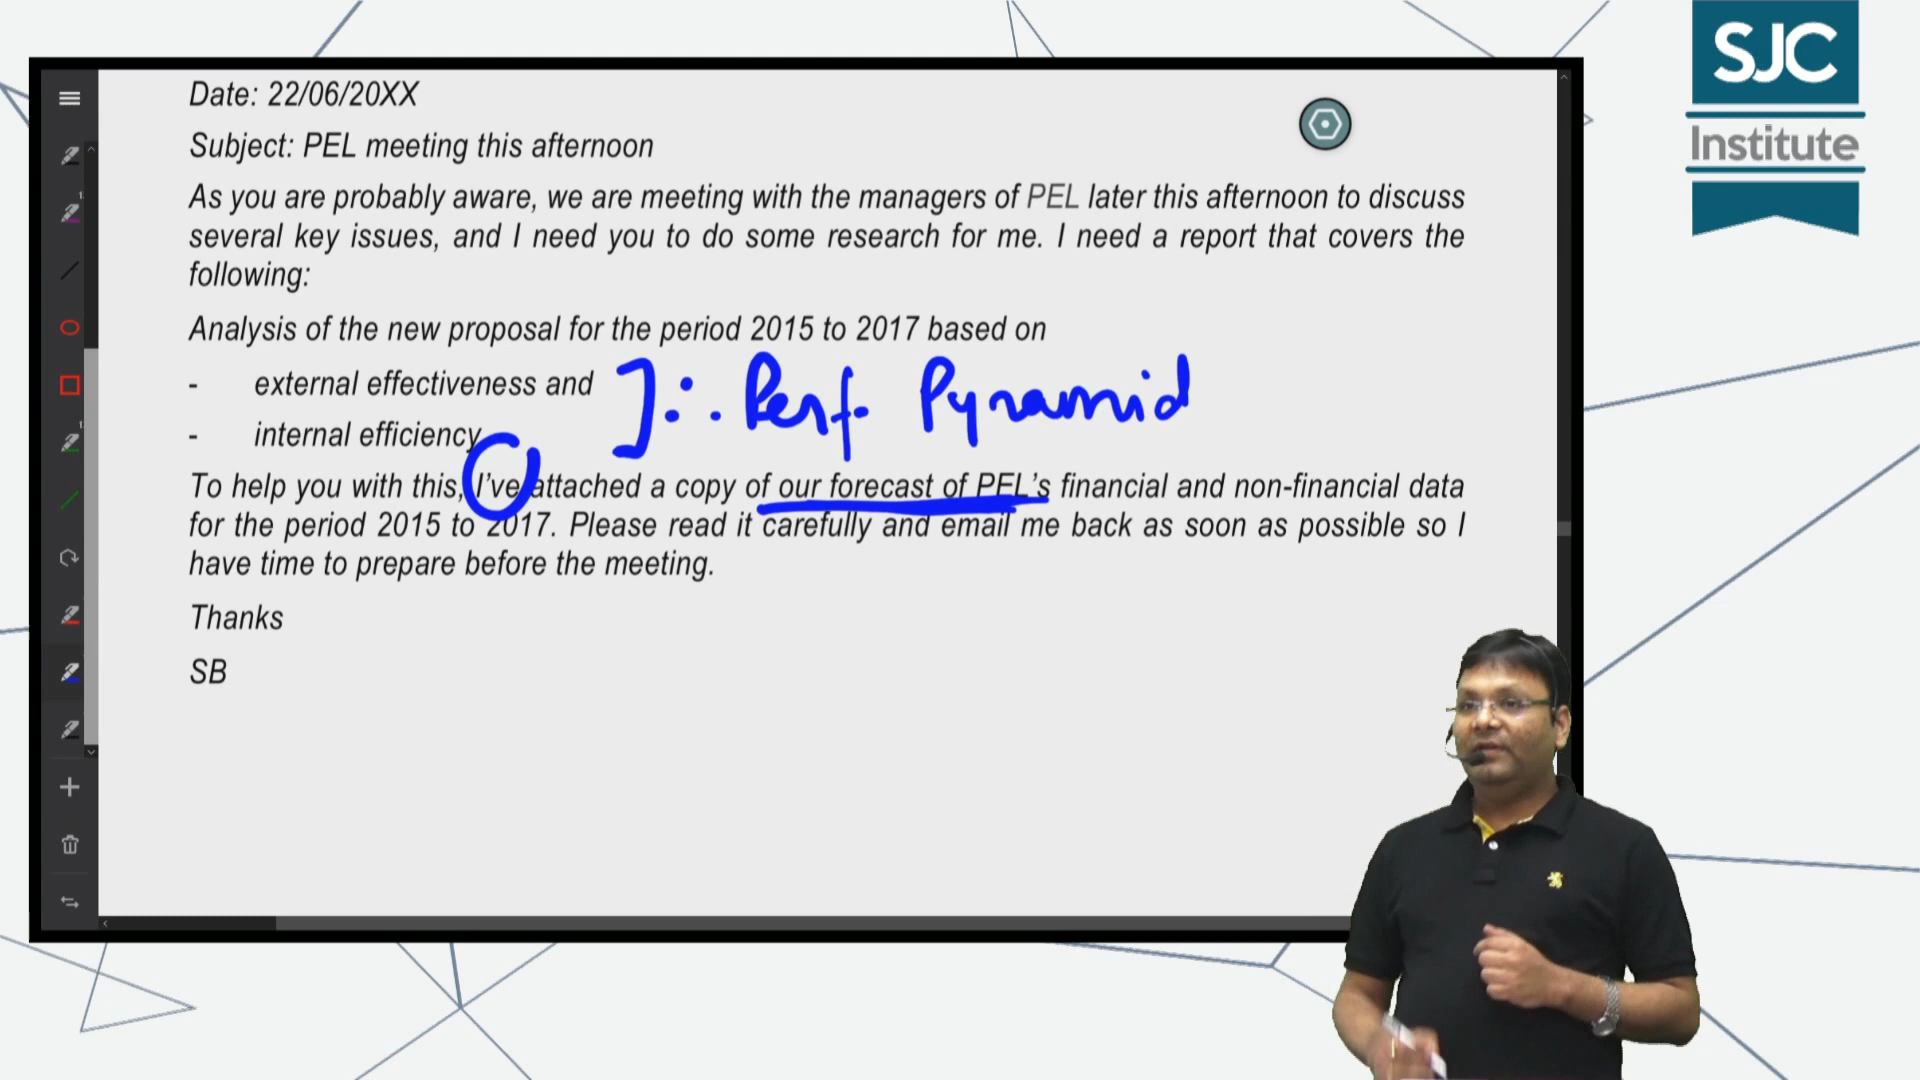 SJC
Institute
Date: 22/06/20XX
Subject: PEL meeting this afternoon
As you are probably aware, we are meeting with the managers of PEL later this afternoon to discuss
several key issues, and I need you to do some research for me. I need a report that covers the
following:
Analysis of the new proposal for the period 2015 to 2017 based on
- external effectiveness and
- internal efficiency
] ∴ Perf. Pyramid
To help you with this, I've attached a copy of our forecast of PEL's financial and non-financial data
for the period 2015 to 2017. Please read it carefully and email me back as soon as possible so I
have time to prepare before the meeting.
Thanks
SB